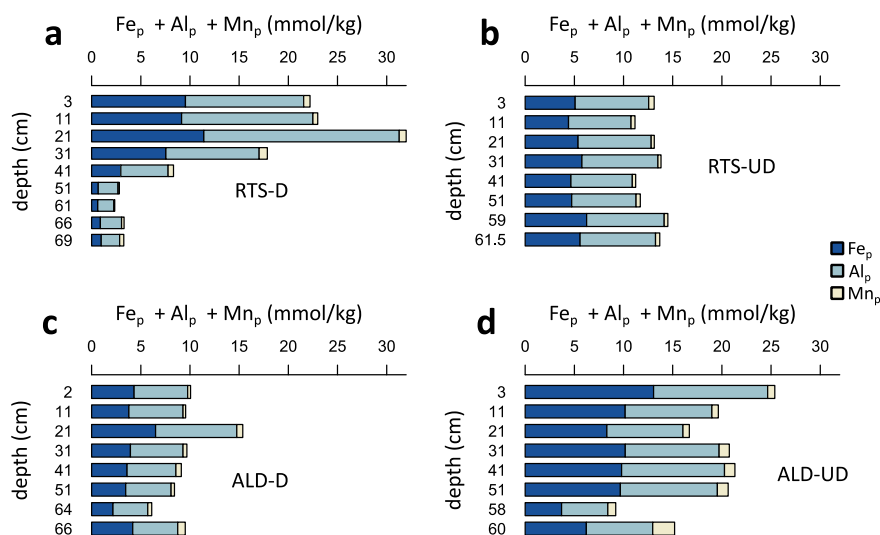 a
Feₚ + Alₚ + Mnₚ (mmol/kg)
0 5 10 15 20 25 30
depth (cm)
3
11
21
31
41
51
61
66
69
RTS-D
b
Feₚ + Alₚ + Mnₚ (mmol/kg)
0 5 10 15 20 25 30
depth (cm)
3
11
21
31
41
51
59
61.5
RTS-UD
Feₚ
Alₚ
Mnₚ
c
Feₚ + Alₚ + Mnₚ (mmol/kg)
0 5 10 15 20 25 30
depth (cm)
2
11
21
31
41
51
64
66
ALD-D
d
Feₚ + Alₚ + Mnₚ (mmol/kg)
0 5 10 15 20 25 30
depth (cm)
3
11
21
31
41
51
58
60
ALD-UD